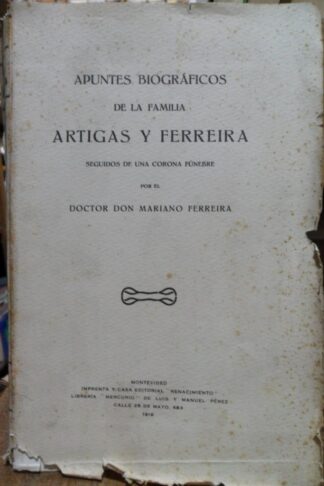 APUNTES BIOGRÁFICOS
DE LA FAMILIA
ARTIGAS Y FERREIRA
SEGUIDOS DE UNA CORONA FÚNEBRE
POR EL
DOCTOR DON MARIANO FERREIRA
MONTEVIDEO
IMPRENTA Y CASA EDITORIAL "RENACIMIENTO"
LIBRERÍA "MERCURIO" DE LUIS Y MANUEL PÉREZ
CALLE 25 DE MAYO, 483